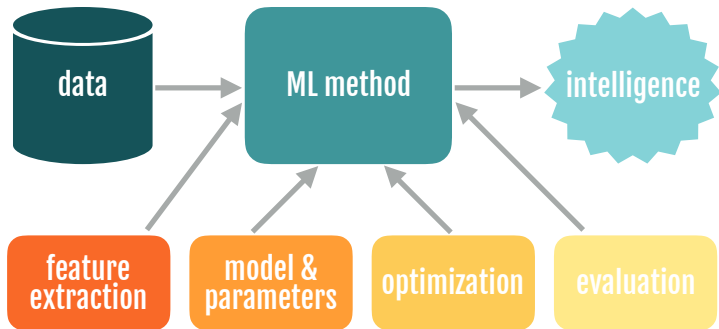 data
ML method
intelligence
feature
extraction
model &
parameters
optimization
evaluation